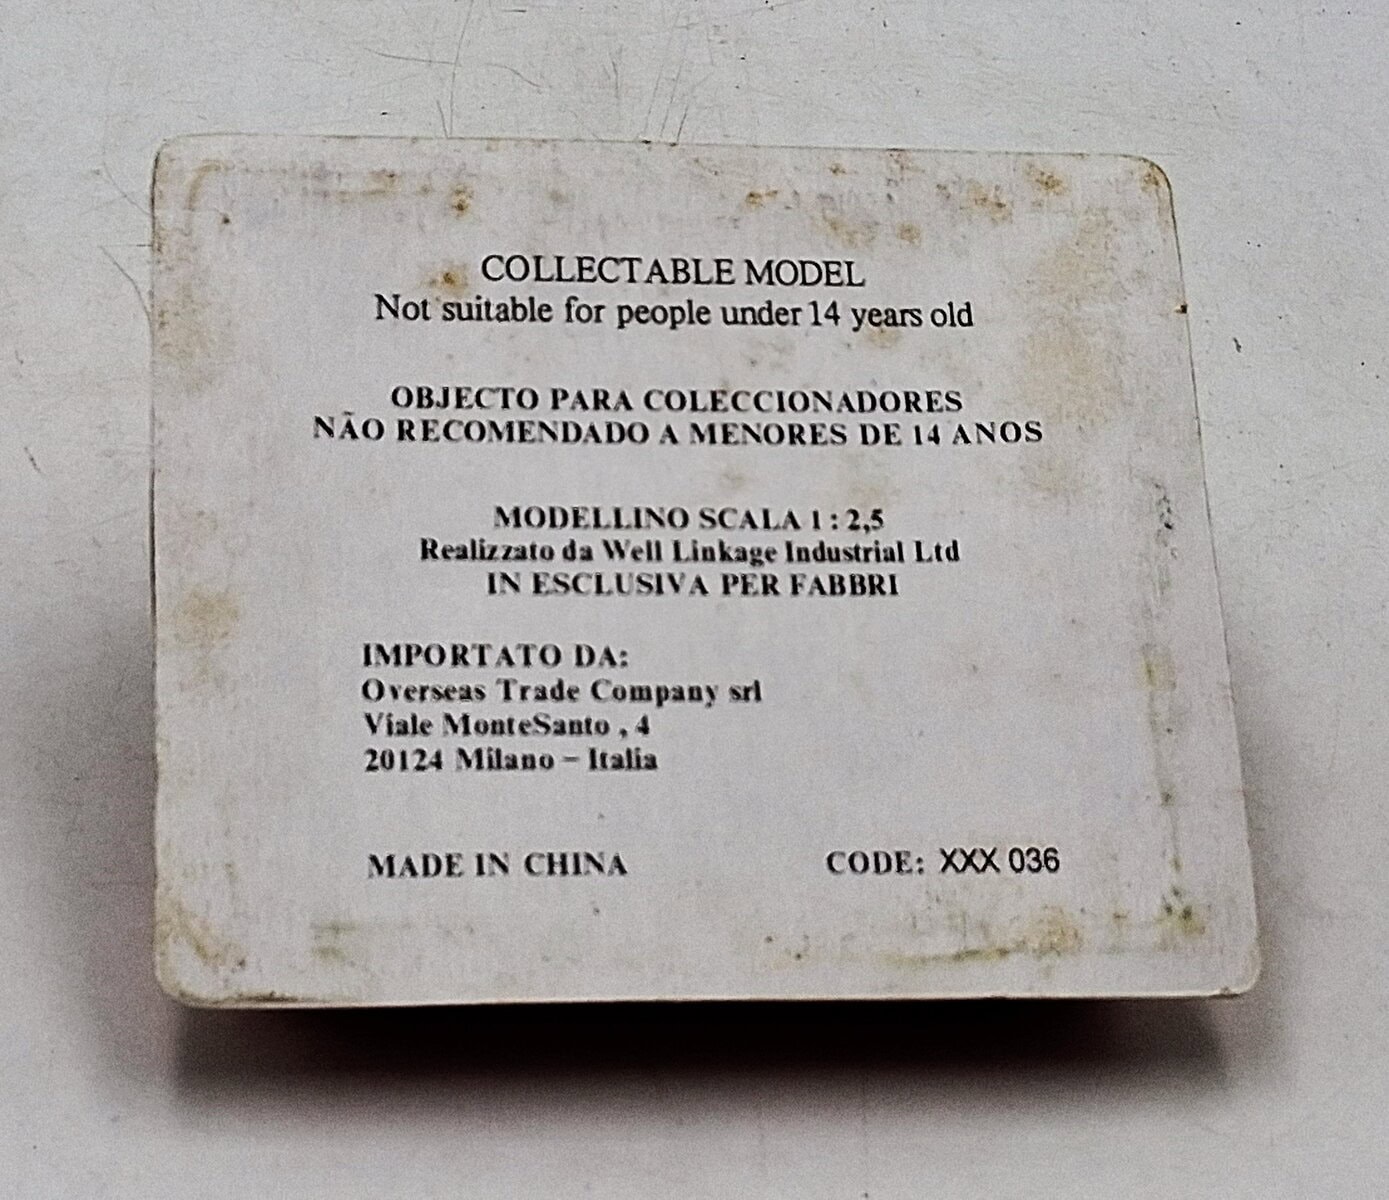 COLLECTABLE MODEL
Not suitable for people under 14 years old
OBJECTO PARA COLECCIONADORES
NÃO RECOMENDADO A MENORES DE 14 ANOS
MODELLINO SCALA 1 : 2,5
Realizzato da Well Linkage Industrial Ltd
IN ESCLUSIVA PER FABBRI
IMPORTATO DA:
Overseas Trade Company srl
Viale MonteSanto , 4
20124 Milano – Italia
MADE IN CHINA CODE: XXX 036